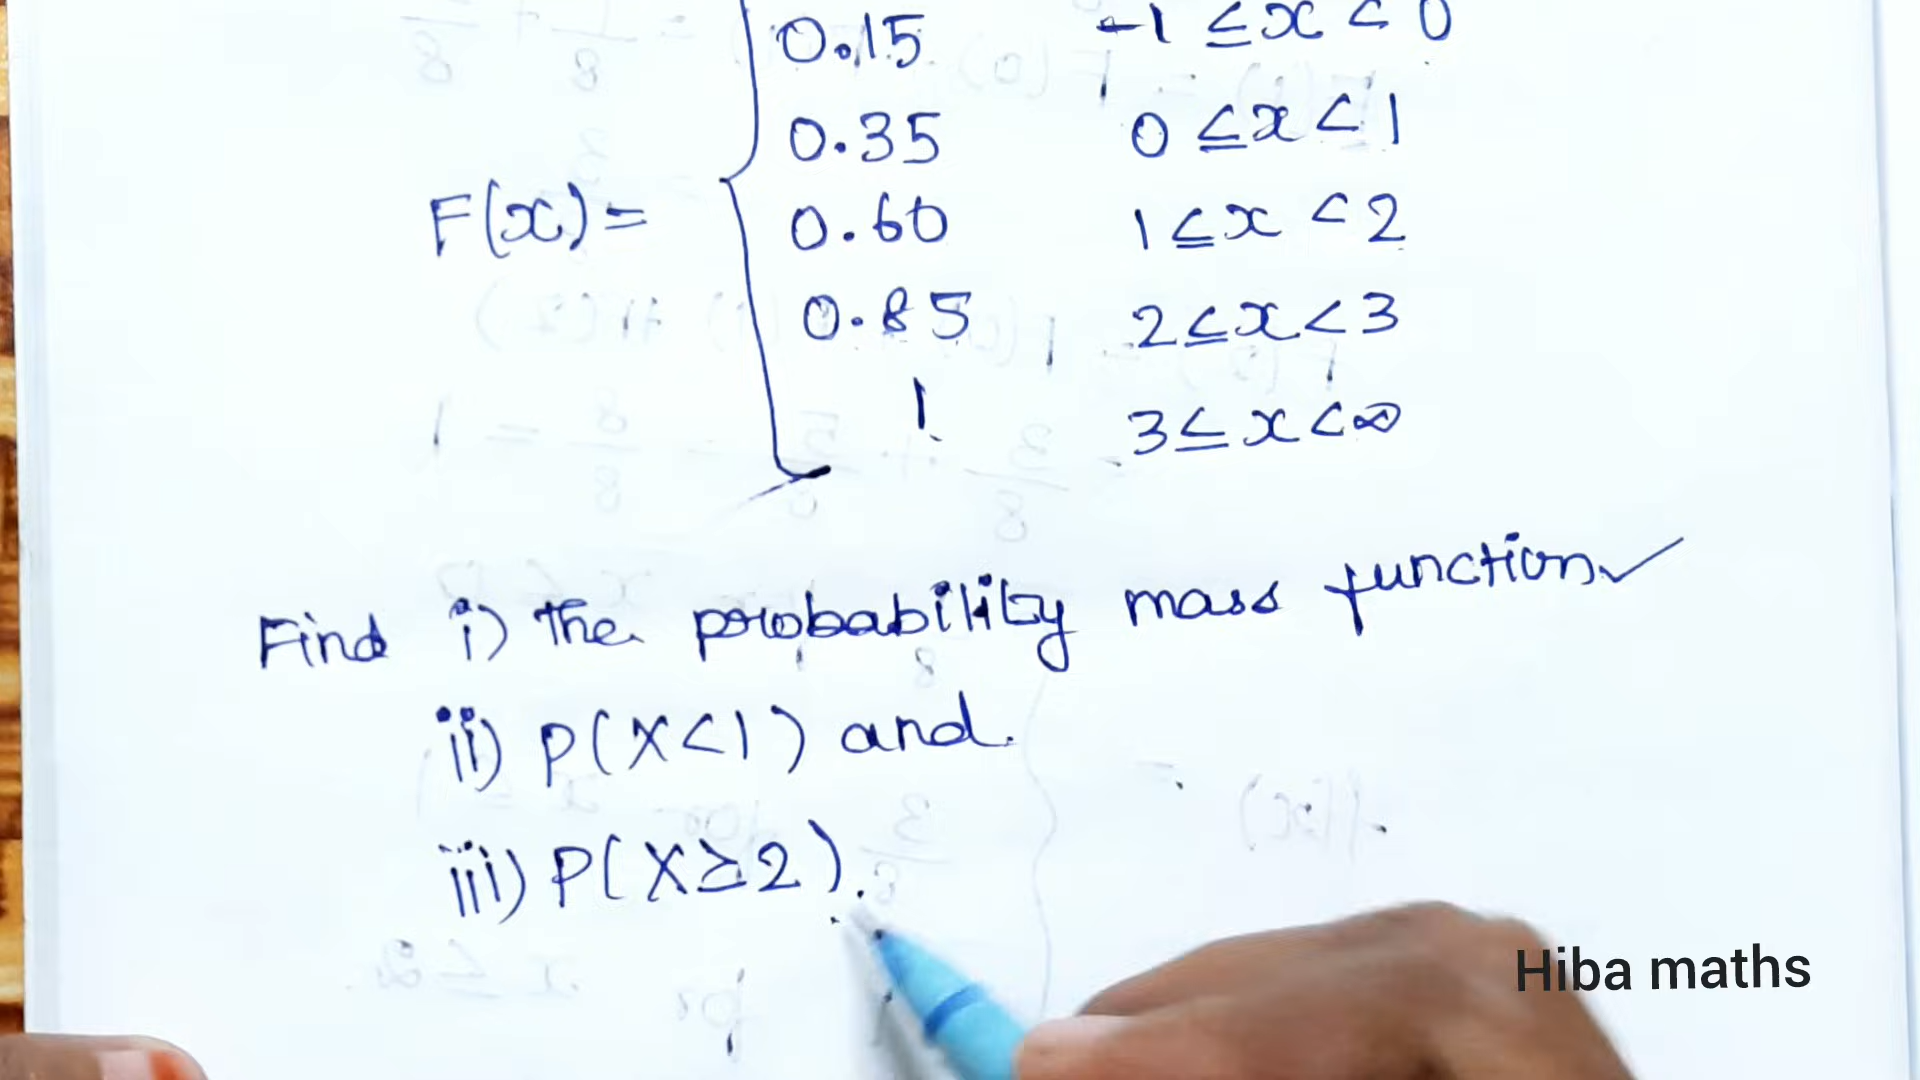 0.15 -1 ≤ x < 0
0.35 0 ≤ x < 1
F(x) = 0.60 1 ≤ x < 2
0.85 2 ≤ x < 3
1 3 ≤ x < ∞
Find i) the probability mass function ✓
ii) P(X<1) and.
iii) P(X≥2).
Hiba maths